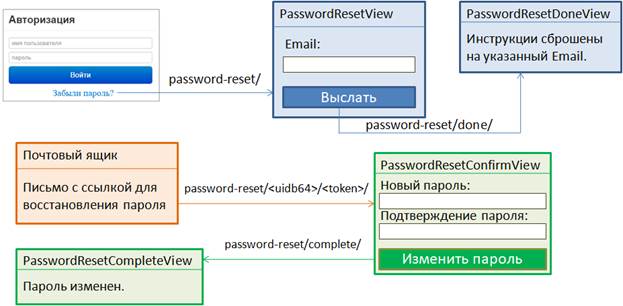 Авторизация
имя пользователя
пароль
Войти
Забыли пароль?
password-reset/
PasswordResetView
Email:
Выслать
password-reset/done/
PasswordResetDoneView
Инструкции сброшены
на указанный Email.
Почтовый ящик
Письмо с ссылкой для
восстановления пароля
password-reset/<uidb64>/<token>/
PasswordResetConfirmView
Новый пароль:
Подтверждение пароля:
Изменить пароль
password-reset/complete/
PasswordResetCompleteView
Пароль изменен.